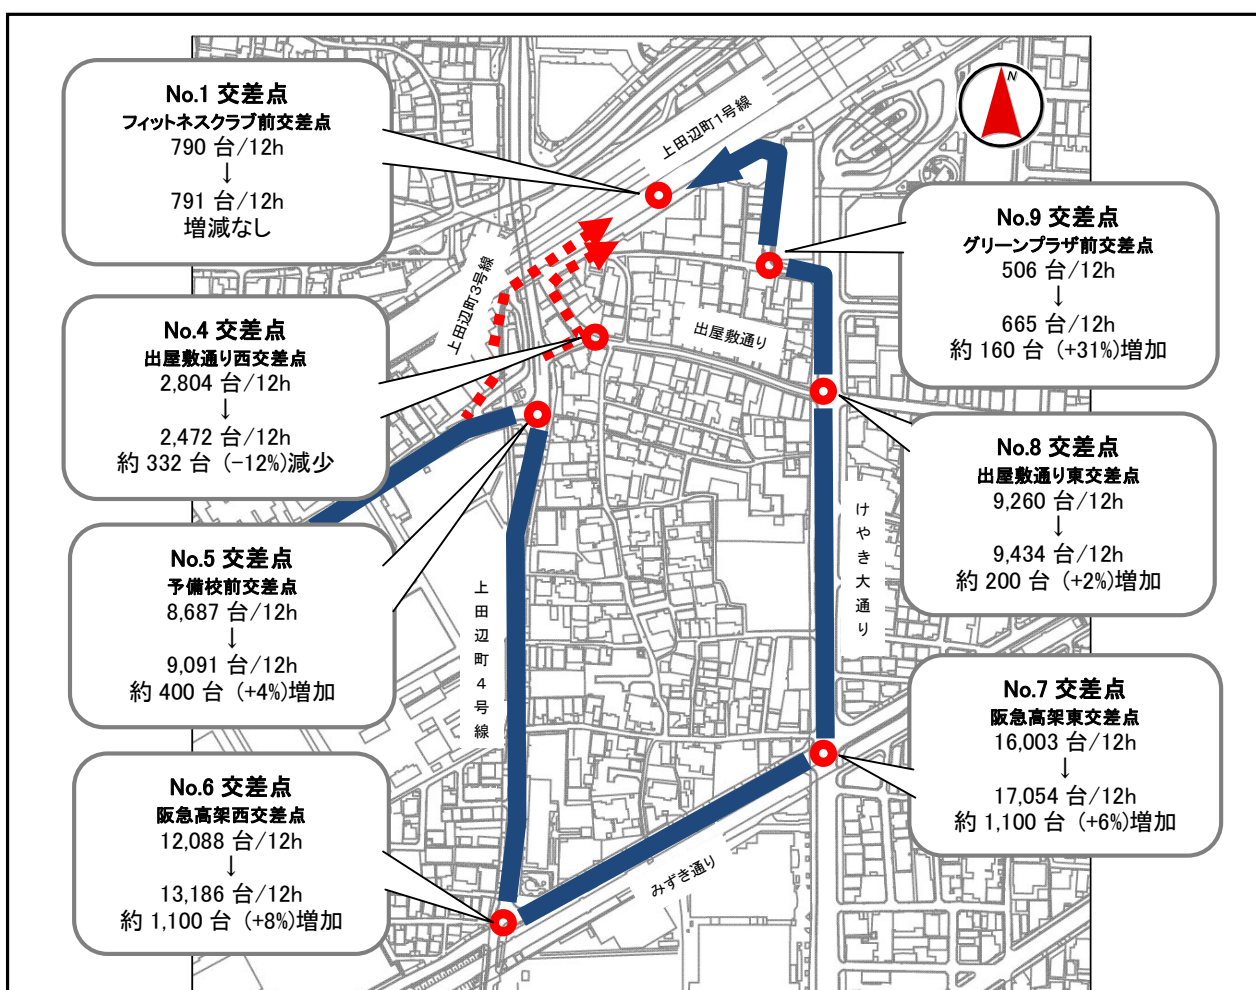 No.1 交差点
フィットネスクラブ前交差点
790 台/12h
↓
791 台/12h
増減なし
No.4 交差点
出屋敷通り西交差点
2,804 台/12h
↓
2,472 台/12h
約 332 台 (−12%)減少
No.5 交差点
予備校前交差点
8,687 台/12h
↓
9,091 台/12h
約 400 台 (+4%)増加
No.6 交差点
阪急高架西交差点
12,088 台/12h
↓
13,186 台/12h
約 1,100 台 (+8%)増加
上田辺町1号線
上田辺町3号線
出屋敷通り
上田辺町4号線
けやき大通り
みずき通り
N
No.9 交差点
グリーンプラザ前交差点
506 台/12h
↓
665 台/12h
約 160 台 (+31%)増加
No.8 交差点
出屋敷通り東交差点
9,260 台/12h
↓
9,434 台/12h
約 200 台 (+2%)増加
No.7 交差点
阪急高架東交差点
16,003 台/12h
↓
17,054 台/12h
約 1,100 台 (+6%)増加